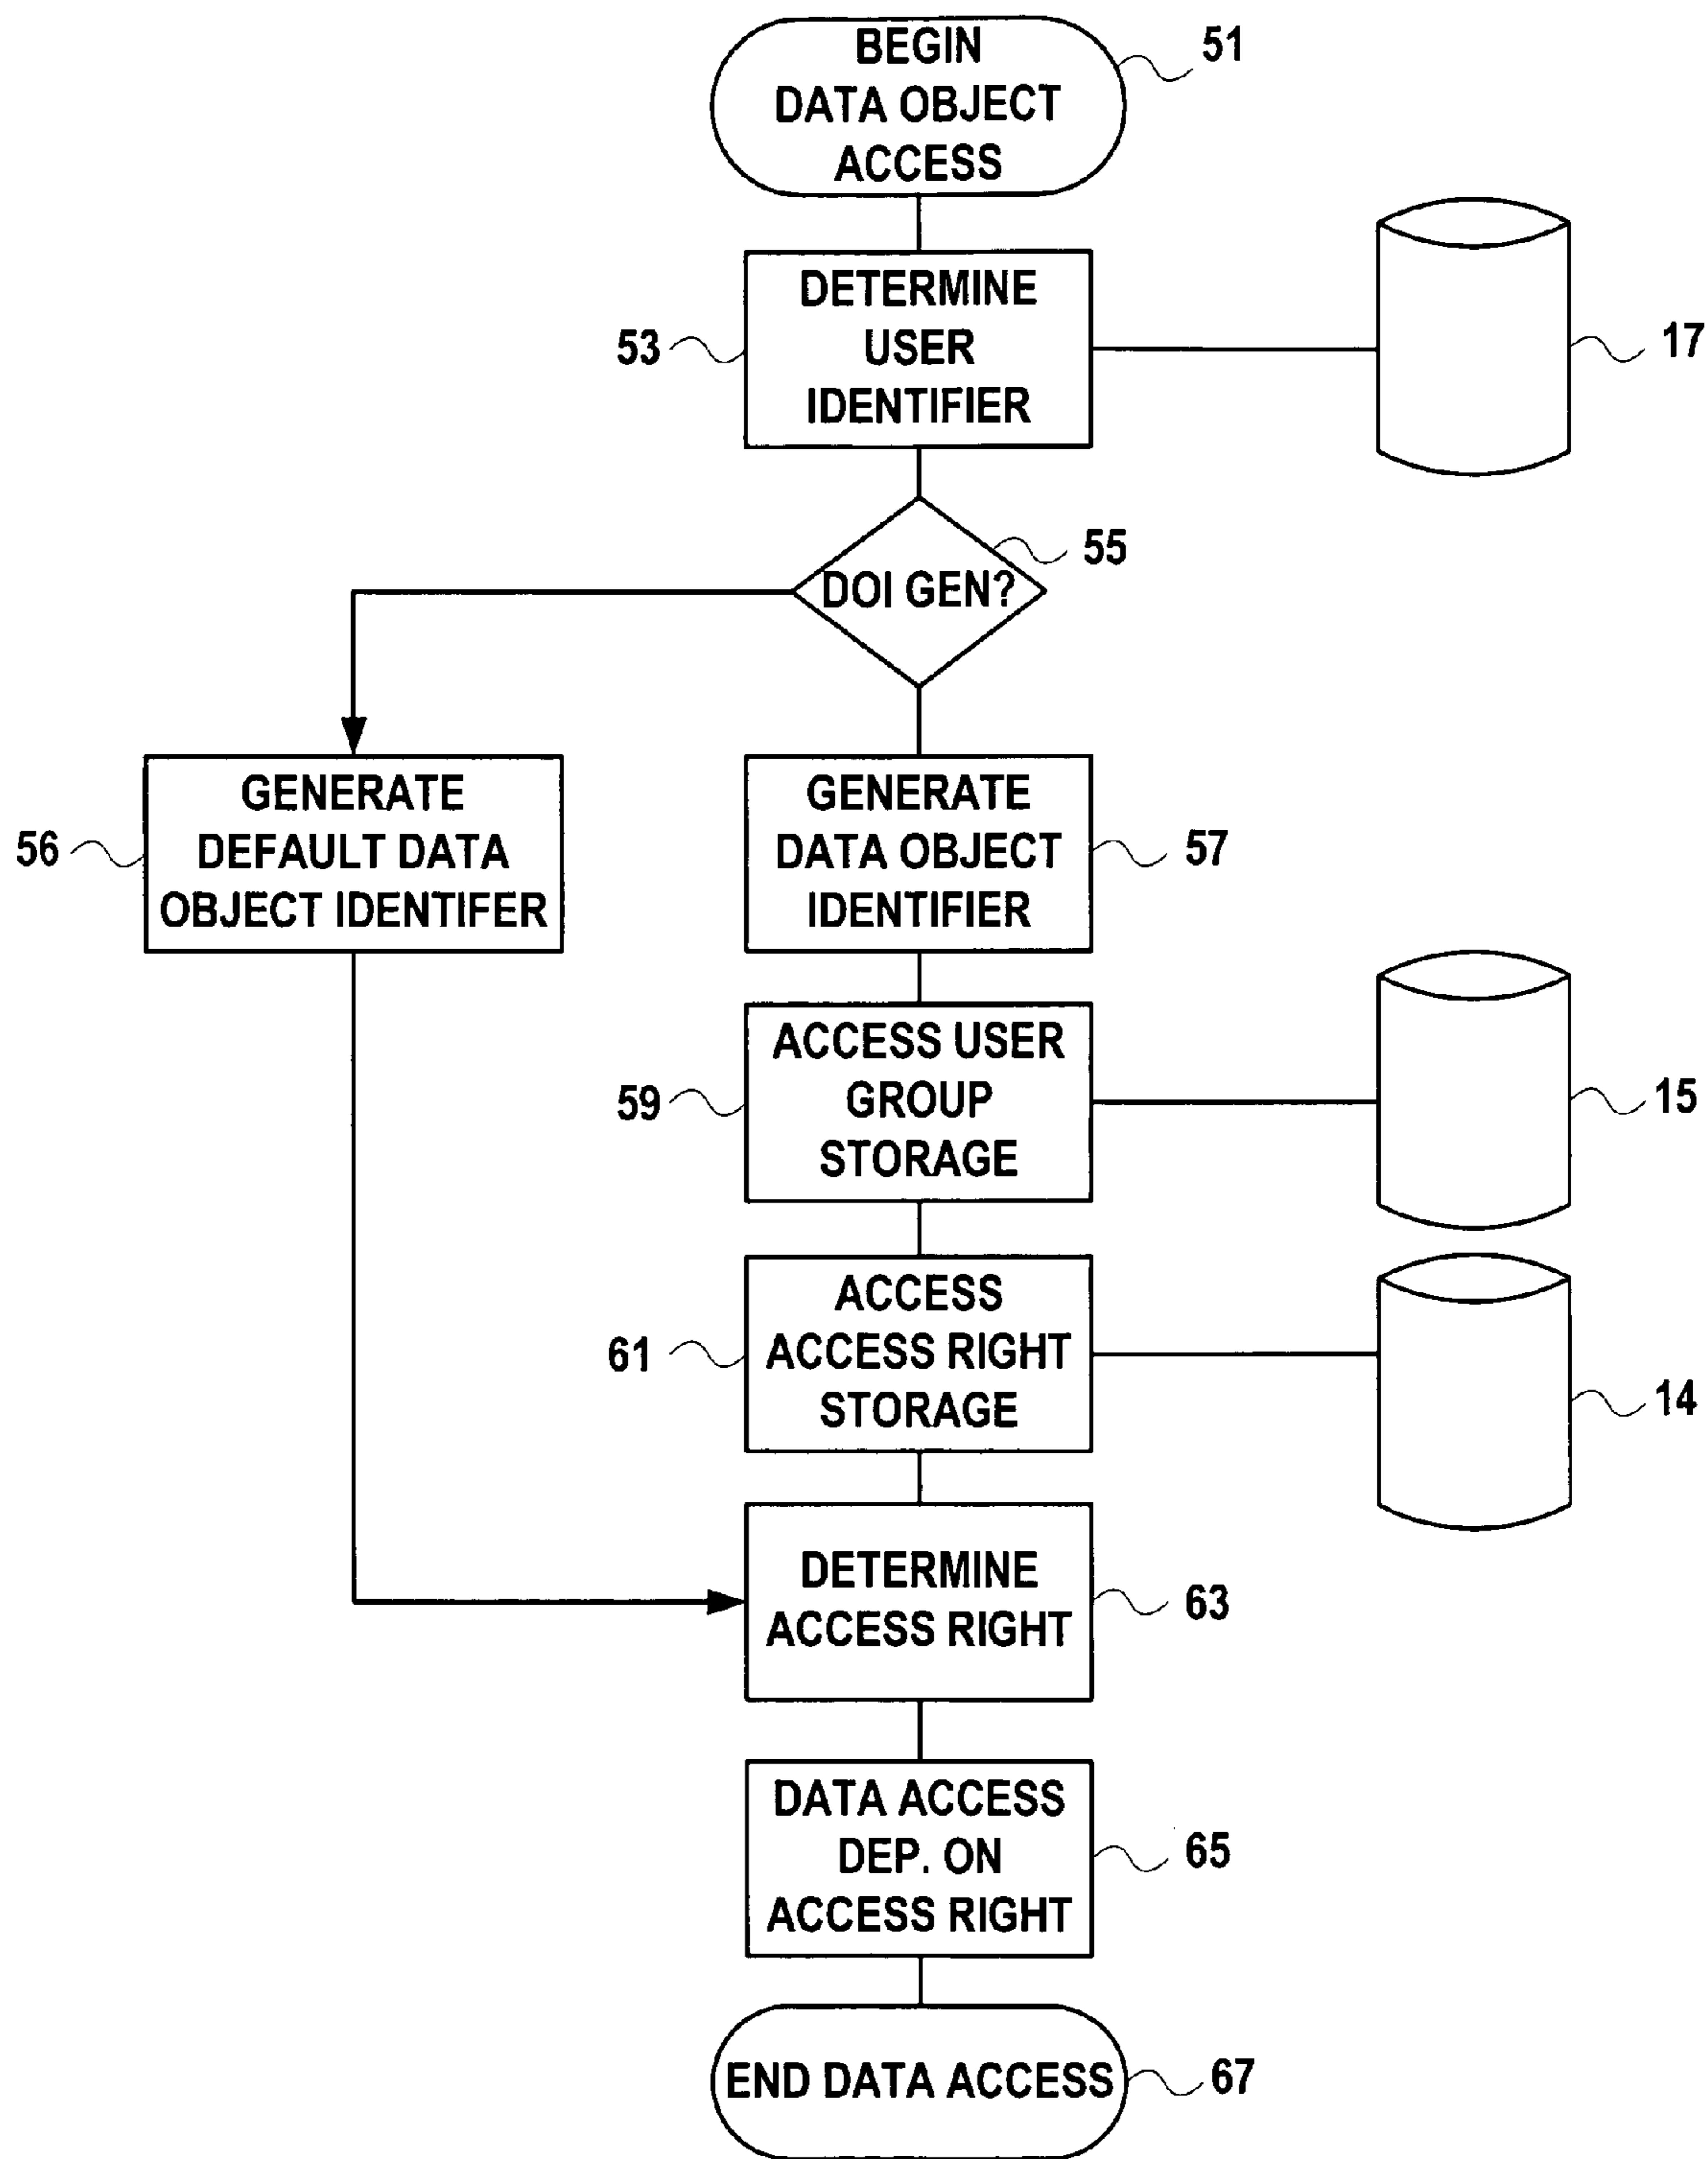 BEGIN
DATA OBJECT
ACCESS
51
DETERMINE
USER
IDENTIFIER
53
17
DOI GEN?
55
GENERATE
DEFAULT DATA
OBJECT IDENTIFER
56
GENERATE
DATA OBJECT
IDENTIFIER
57
ACCESS USER
GROUP
STORAGE
59
15
ACCESS
ACCESS RIGHT
STORAGE
61
14
DETERMINE
ACCESS RIGHT
63
DATA ACCESS
DEP. ON
ACCESS RIGHT
65
END DATA ACCESS
67